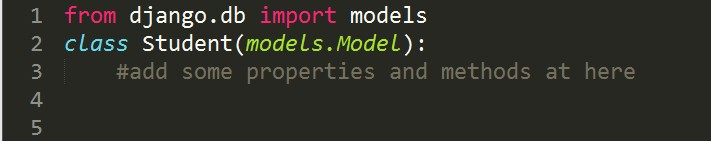 1 from django.db import models
2 class Student(models.Model):
3 #add some properties and methods at here
4
5